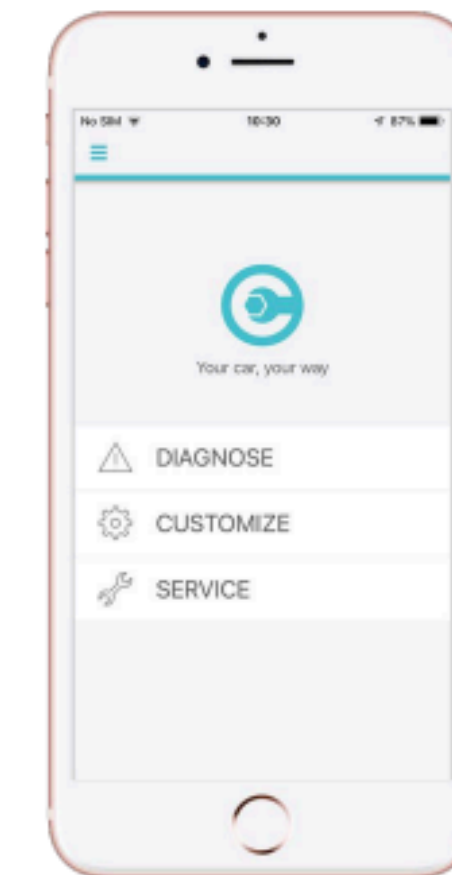 No SIM 10:30 87%
Your car, your way
DIAGNOSE
CUSTOMIZE
SERVICE